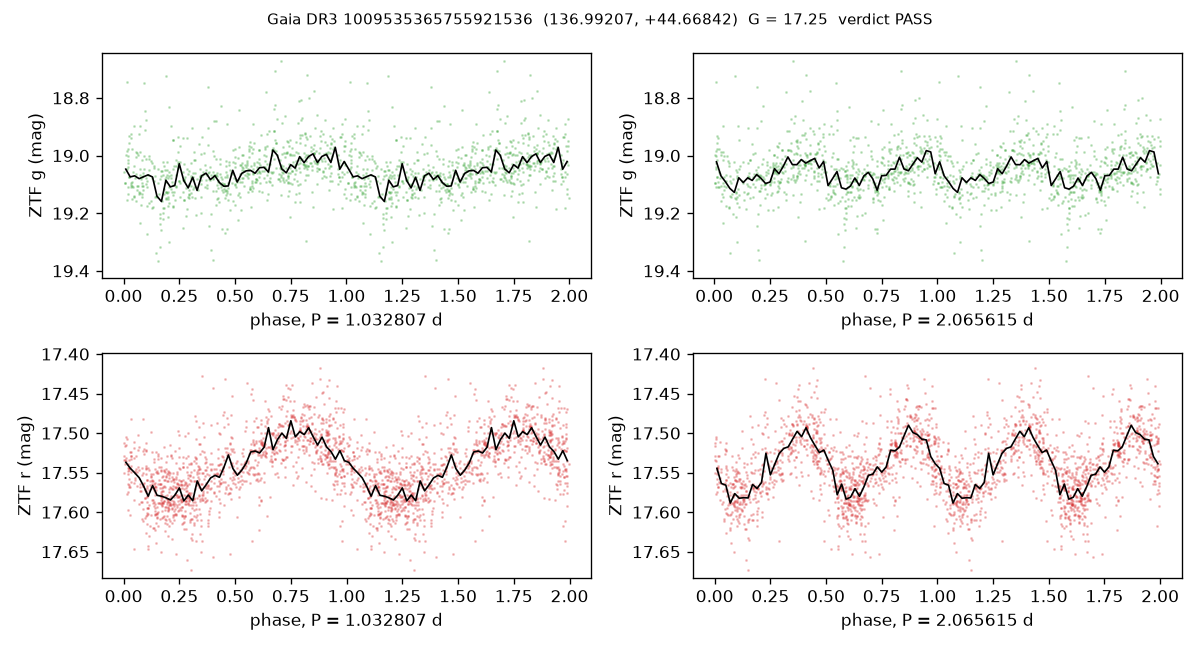 Gaia DR3 1009535365755921536 (136.99207, +44.66842) G = 17.25 verdict PASS
ZTF g (mag)
18.8
19.0
19.2
19.4
0.00 0.25 0.50 0.75 1.00 1.25 1.50 1.75 2.00
phase, P = 1.032807 d
ZTF g (mag)
18.8
19.0
19.2
19.4
0.00 0.25 0.50 0.75 1.00 1.25 1.50 1.75 2.00
phase, P = 2.065615 d
ZTF r (mag)
17.40
17.45
17.50
17.55
17.60
17.65
0.00 0.25 0.50 0.75 1.00 1.25 1.50 1.75 2.00
phase, P = 1.032807 d
ZTF r (mag)
17.40
17.45
17.50
17.55
17.60
17.65
0.00 0.25 0.50 0.75 1.00 1.25 1.50 1.75 2.00
phase, P = 2.065615 d